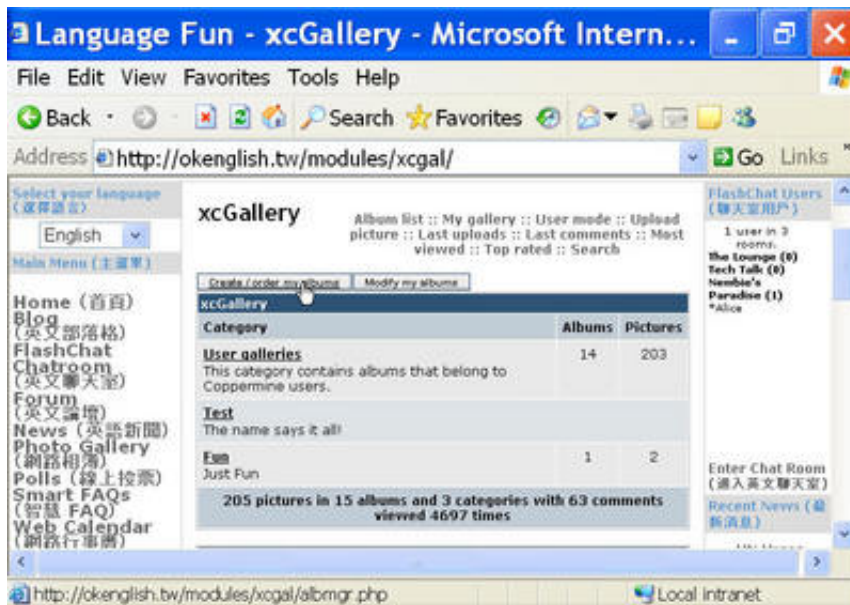 Language Fun - xcGallery - Microsoft Intern...
File Edit View Favorites Tools Help
Back Search Favorites
Address http://okenglish.tw/modules/xcgal/ Go Links
Select your language
(選擇語言)
English
Main Menu (主選單)
Home (首頁)
Blog
(英文部落格)
FlashChat
Chatroom
(英文聊天室)
Forum
(英文論壇)
News (英語新聞)
Photo Gallery
(網路相簿)
Polls (線上投票)
Smart FAQs
(智慧 FAQ)
Web Calendar
(網路行事曆)
xcGallery
Album list :: My gallery :: User mode :: Upload
picture :: Last uploads :: Last comments :: Most
viewed :: Top rated :: Search
Create / order my albums Modify my albums
xcGallery
Category Albums Pictures
User galleries 14 203
This category contains albums that belong to
Coppermine users.
Test
The name says it all!
Fun 1 2
Just Fun
205 pictures in 15 albums and 3 categories with 63 comments
viewed 4697 times
FlashChat Users
(聊天室用戶)
1 user in 3
rooms.
The Lounge (0)
Tech Talk (0)
Nembie's
Paradise (1)
*Alice
Enter Chat Room
(進入英文聊天室)
Recent News (最
新消息)
http://okenglish.tw/modules/xcgal/albmgr.php Local intranet